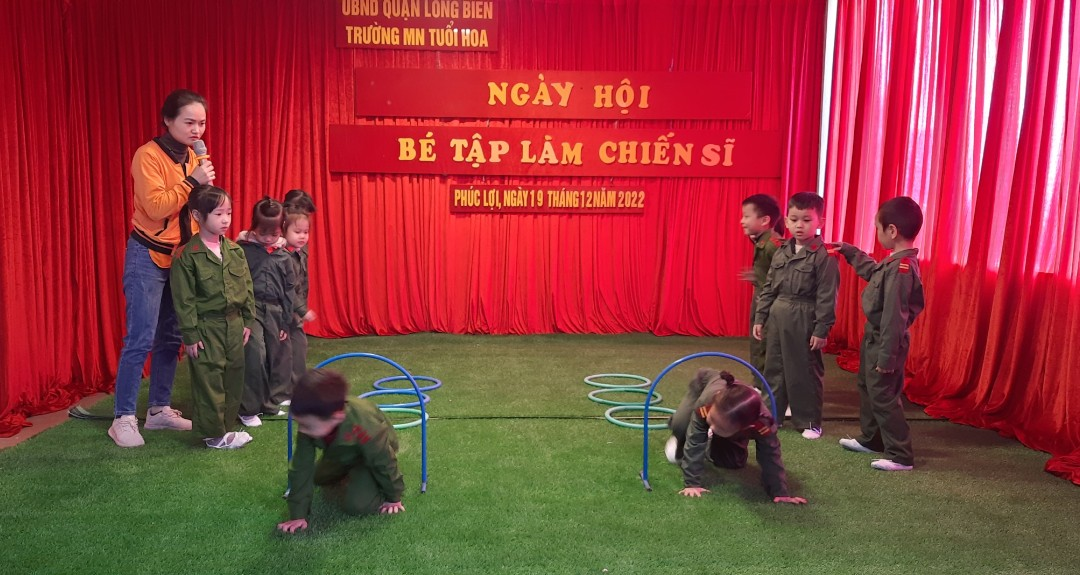 UBND QUẬN LONG BIÊN
TRƯỜNG MN TUỔI HOA
NGÀY HỘI
BÉ TẬP LÀM CHIẾN SĨ
PHÚC LỢI, NGÀY 19 THÁNG 12 NĂM 2022